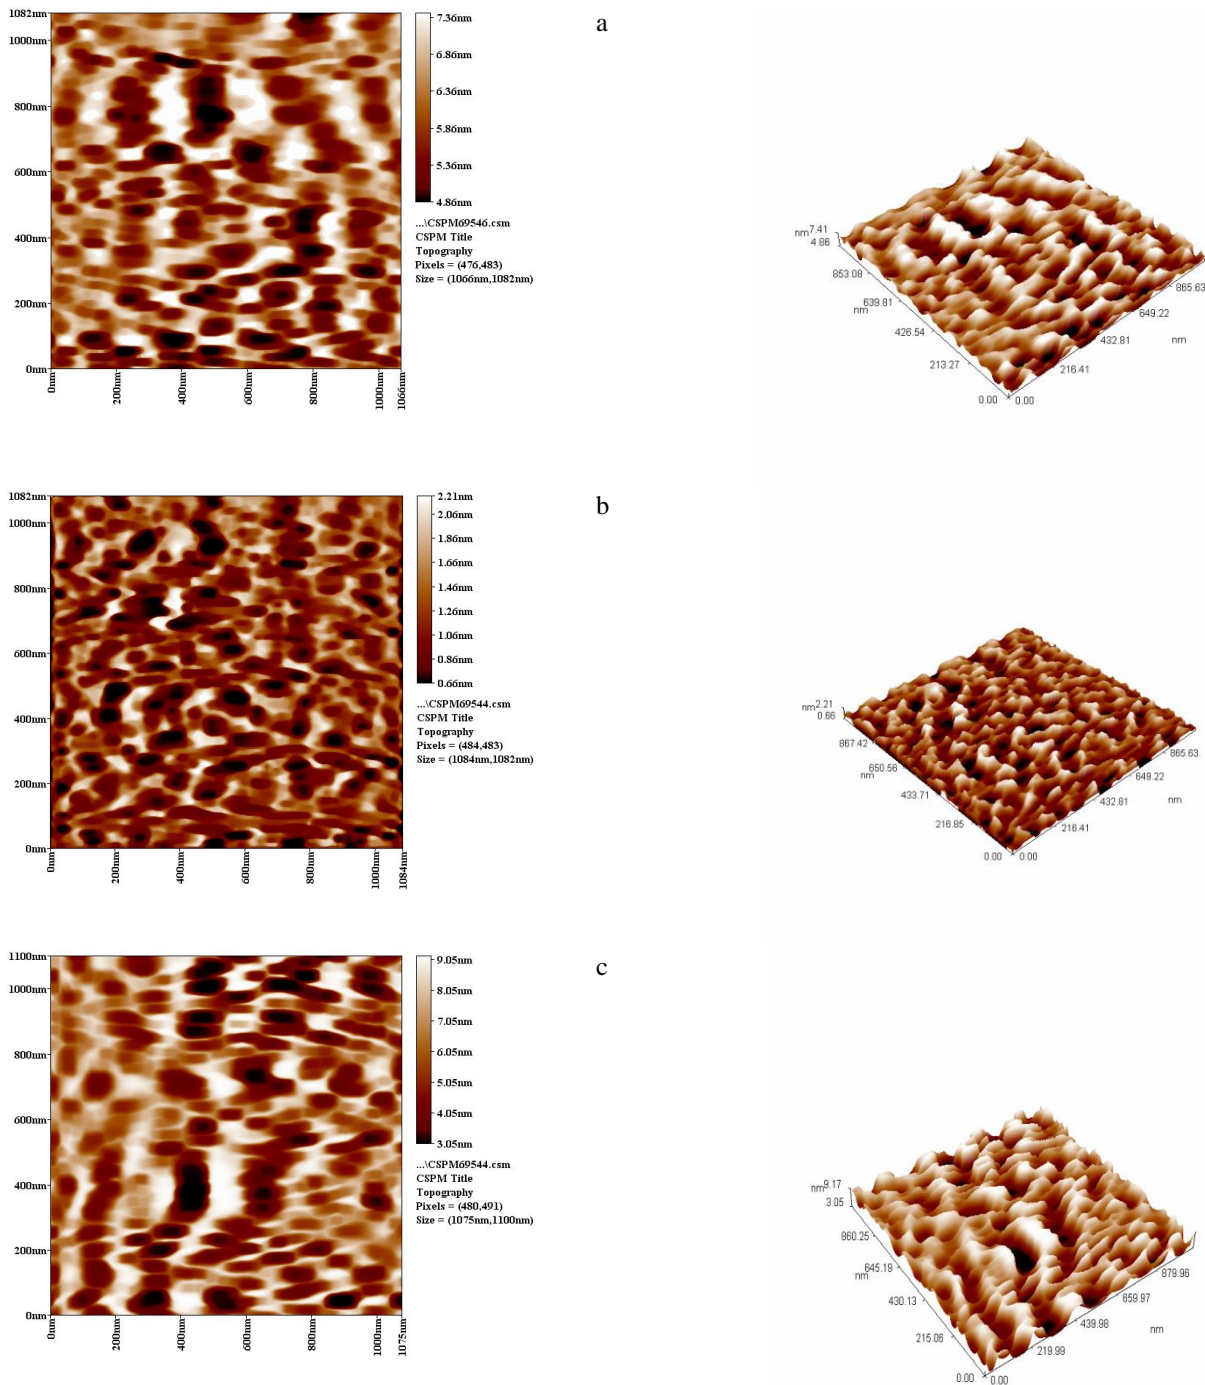 1082nm
1000nm
800nm
600nm
400nm
200nm
0nm
0nm
200nm
400nm
600nm
800nm
1000nm
1066nm
7.36nm
6.86nm
6.36nm
5.86nm
5.36nm
4.86nm
...\CSPM69546.csm
CSPM Title
Topography
Pixels = (476,483)
Size = (1066nm,1082nm)
a
nm
7.41
4.86
853.08
639.81
nm
426.54
213.27
0.00
0.00
216.41
432.81
649.22
865.63
nm
1082nm
1000nm
800nm
600nm
400nm
200nm
0nm
0nm
200nm
400nm
600nm
800nm
1000nm
1084nm
2.21nm
2.06nm
1.86nm
1.66nm
1.46nm
1.26nm
1.06nm
0.86nm
0.66nm
...\CSPM69544.csm
CSPM Title
Topography
Pixels = (484,483)
Size = (1084nm,1082nm)
b
nm
2.21
0.66
867.42
650.56
nm
433.71
216.85
0.00
0.00
216.41
432.81
649.22
865.63
nm
1100nm
1000nm
800nm
600nm
400nm
200nm
0nm
0nm
200nm
400nm
600nm
800nm
1000nm
1075nm
9.05nm
8.05nm
7.05nm
6.05nm
5.05nm
4.05nm
3.05nm
...\CSPM69544.csm
CSPM Title
Topography
Pixels = (480,491)
Size = (1075nm,1100nm)
c
nm
9.17
3.05
860.25
645.19
nm
430.13
215.06
0.00
0.00
219.99
439.98
659.97
879.96
nm